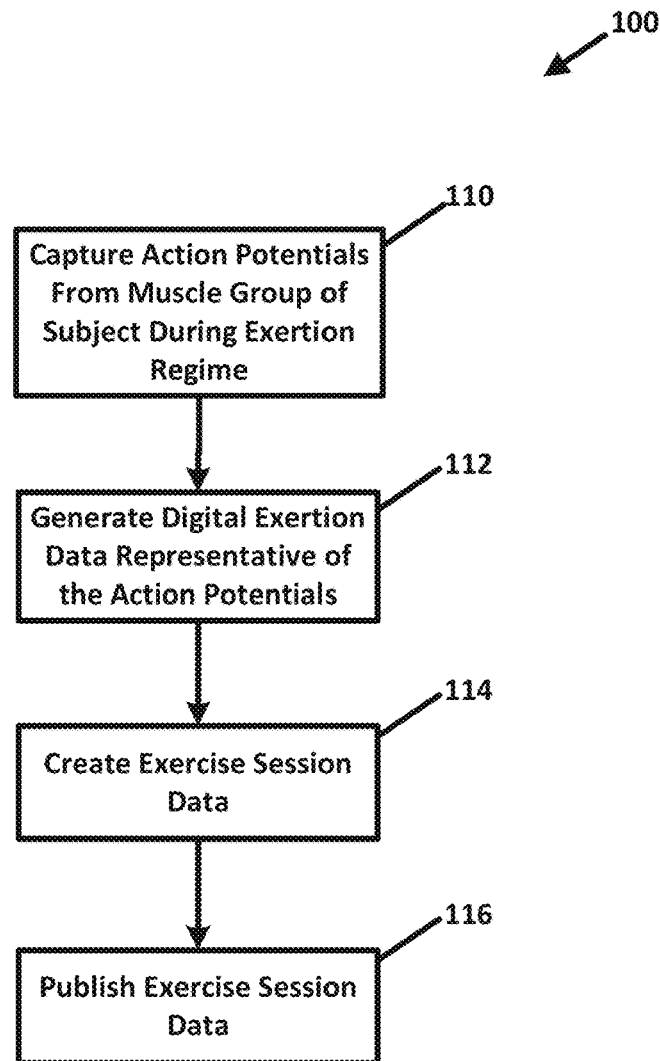 100
110
Capture Action Potentials
From Muscle Group of
Subject During Exertion
Regime
112
Generate Digital Exertion
Data Representative of
the Action Potentials
114
Create Exercise Session
Data
116
Publish Exercise Session
Data